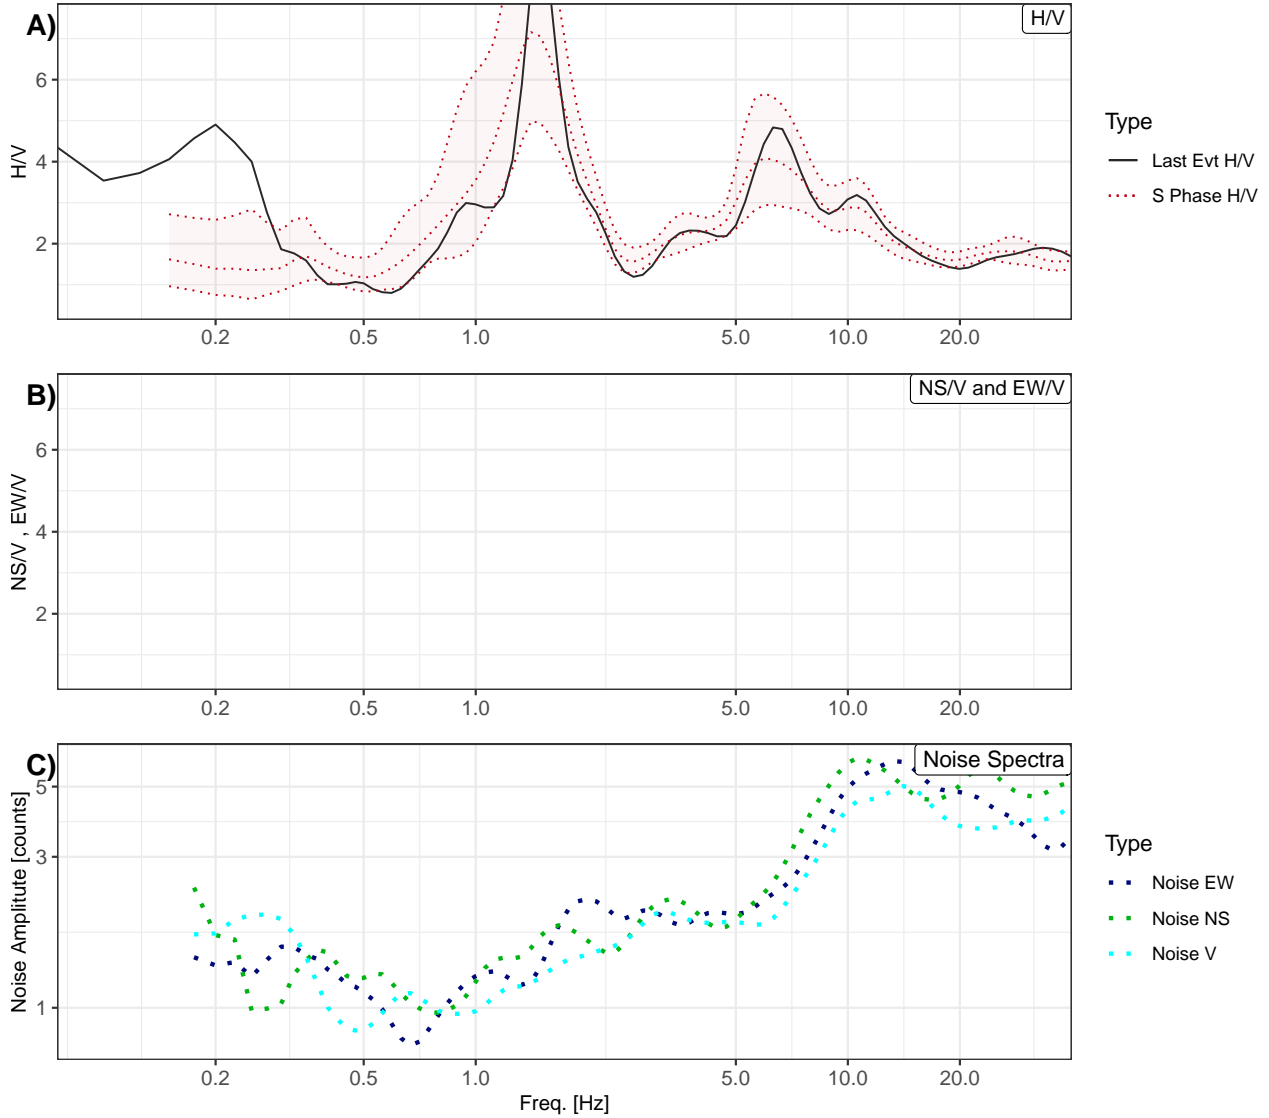 A)
H/V
6
4
2
H/V
0.2 0.5 1.0 5.0 10.0 20.0
Type
Last Evt H/V
S Phase H/V
B)
NS/V and EW/V
6
4
2
NS/V , EW/V
0.2 0.5 1.0 5.0 10.0 20.0
C)
Noise Spectra
5
3
1
Noise Amplitude [counts]
0.2 0.5 1.0 5.0 10.0 20.0
Freq. [Hz]
Type
Noise EW
Noise NS
Noise V